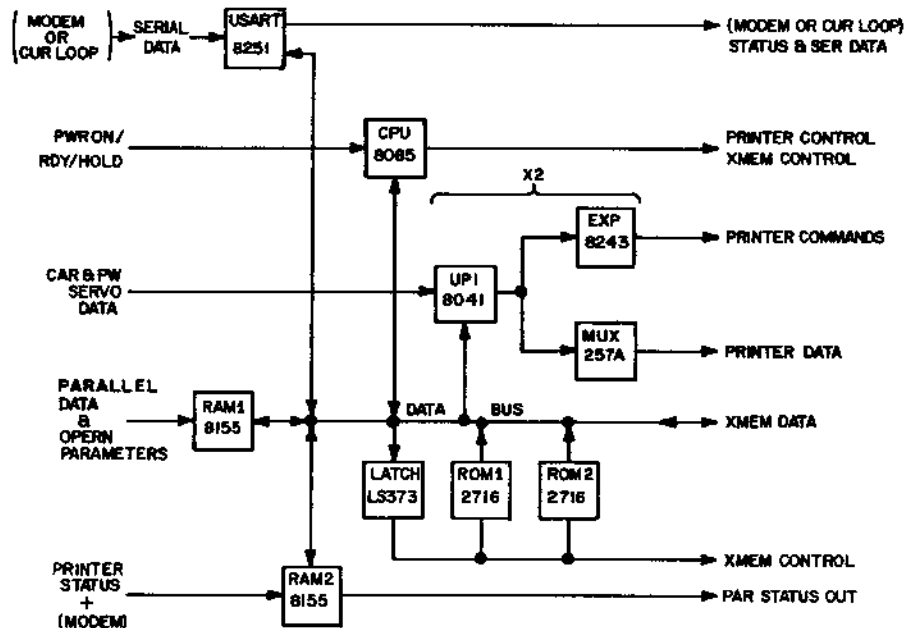 (MODEM OR CUR LOOP)
SERIAL DATA
USART 8251
(MODEM OR CUR LOOP)
STATUS & SER DATA
PWR ON/
RDY/HOLD
CPU 8085
PRINTER CONTROL
XMEM CONTROL
X2
EXP 8243
PRINTER COMMANDS
CAR & PW
SERVO
DATA
UPI 8041
MUX 257A
PRINTER DATA
PARALLEL
DATA
&
OPERN
PARAMETERS
RAM1 8155
DATA BUS
XMEM DATA
LATCH LS373
ROM1 2716
ROM2 2716
XMEM CONTROL
PRINTER
STATUS
+
(MODEM)
RAM2 8155
PAR STATUS OUT